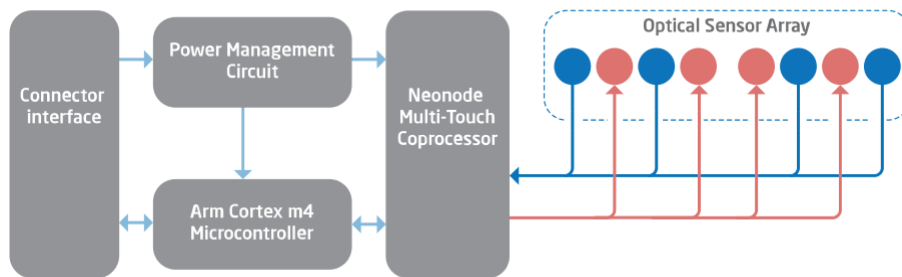 Optical Sensor Array
Power Management
Circuit
Connector
interface
Neonode
Multi-Touch
Coprocessor
Arm Cortex m4
Microcontroller